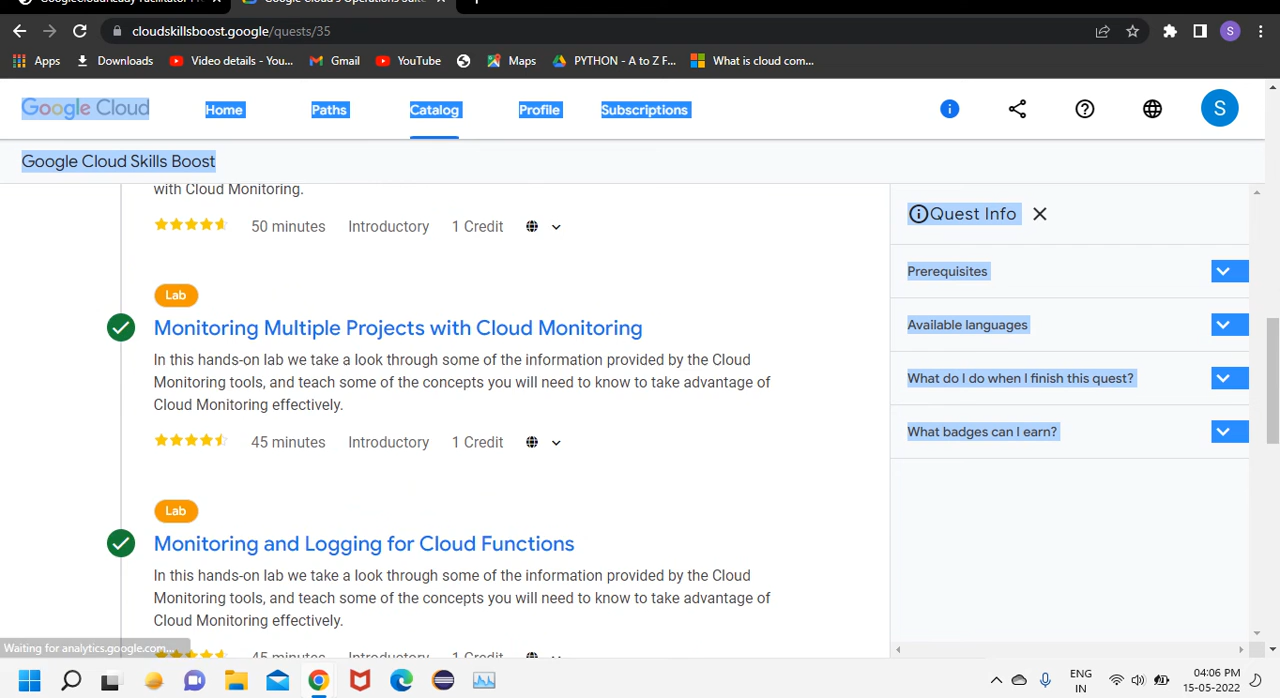 cloudskillsboost.google/quests/35
Apps Downloads Video details - You... Gmail YouTube Maps PYTHON - A to Z F... What is cloud com...
Google Cloud Home Paths Catalog Profile Subscriptions S
Google Cloud Skills Boost
with Cloud Monitoring.
50 minutes Introductory 1 Credit
Lab
Monitoring Multiple Projects with Cloud Monitoring
In this hands-on lab we take a look through some of the information provided by the Cloud
Monitoring tools, and teach some of the concepts you will need to know to take advantage of
Cloud Monitoring effectively.
45 minutes Introductory 1 Credit
Lab
Monitoring and Logging for Cloud Functions
In this hands-on lab we take a look through some of the information provided by the Cloud
Monitoring tools, and teach some of the concepts you will need to know to take advantage of
Cloud Monitoring effectively.
45 minutes Introductory 1 Credit
Quest Info
Prerequisites
Available languages
What do I do when I finish this quest?
What badges can I earn?
Waiting for analytics.google.com...
ENG
IN
04:06 PM
15-05-2022